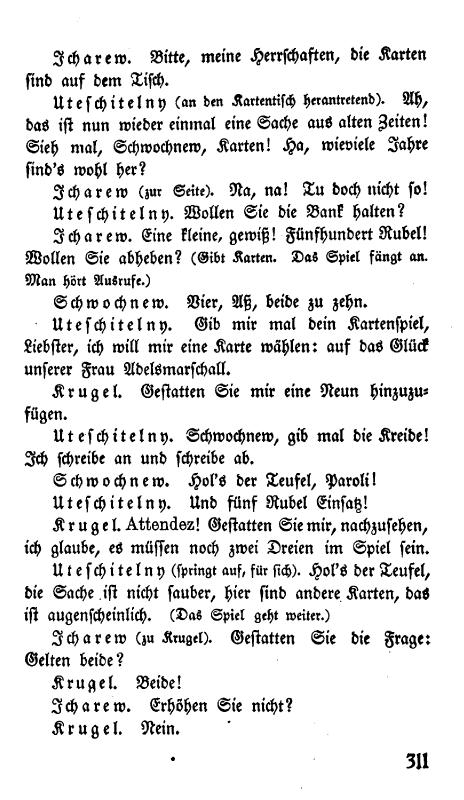 Icharew. Bitte, meine Herrschaften, die Karten
sind auf dem Tisch.
Uteschitelny (an den Kartentisch herantretend). Ah,
das ist nun wieder einmal eine Sache aus alten Zeiten!
Sieh mal, Schwochnew, Karten! Ha, wieviele Jahre
sind's wohl her?
Icharew (zur Seite). Na, na! Tu doch nicht so!
Uteschitelny. Wollen Sie die Bank halten?
Icharew. Eine kleine, gewiß! Fünfhundert Rubel!
Wollen Sie abheben? (Gibt Karten. Das Spiel fängt an.
Man hört Ausrufe.)
Schwochnew. Vier, Aß, beide zu zehn.
Uteschitelny. Gib mir mal dein Kartenspiel,
Liebster, ich will mir eine Karte wählen: auf das Glück
unserer Frau Adelsmarschall.
Krugel. Gestatten Sie mir eine Neun hinzuzu-
fügen.
Uteschitelny. Schwochnew, gib mal die Kreide!
Ich schreibe an und schreibe ab.
Schwochnew. Hol's der Teufel, Paroli!
Uteschitelny. Und fünf Rubel Einsatz!
Krugel. Attendez! Gestatten Sie mir, nachzusehen,
ich glaube, es müssen noch zwei Dreien im Spiel sein.
Uteschitelny (springt auf, für sich). Hol's der Teufel,
die Sache ist nicht sauber, hier sind andere Karten, das
ist augenscheinlich. (Das Spiel geht weiter.)
Icharew (zu Krugel). Gestatten Sie die Frage:
Gelten beide?
Krugel. Beide!
Icharew. Erhöhen Sie nicht?
Krugel. Nein.
311